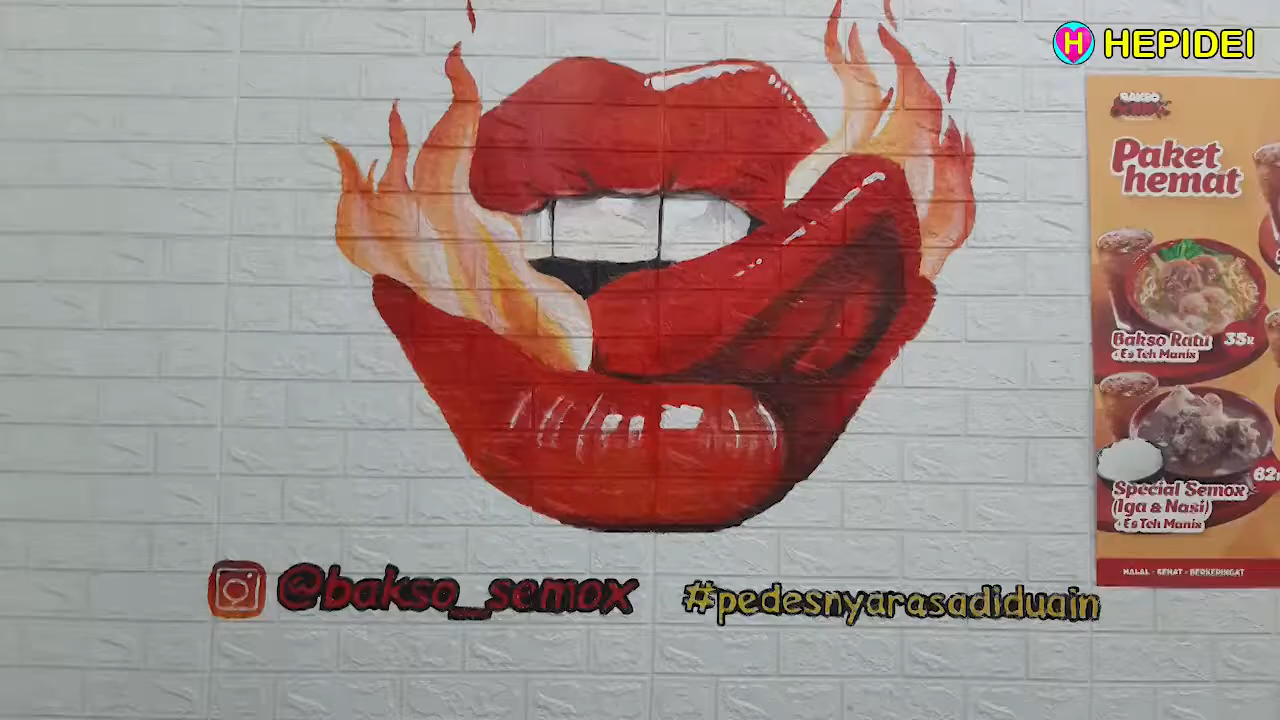 H HEPIDEI
BAKSO
Paket
hemat
Bakso Ratu 35K
+ Es Teh Manis
Special Semox
(Iga & Nasi)
+ Es Teh Manis
HALAL - SEHAT - BERKERINGAT
@bakso_semox
#pedesnyarasadiduain